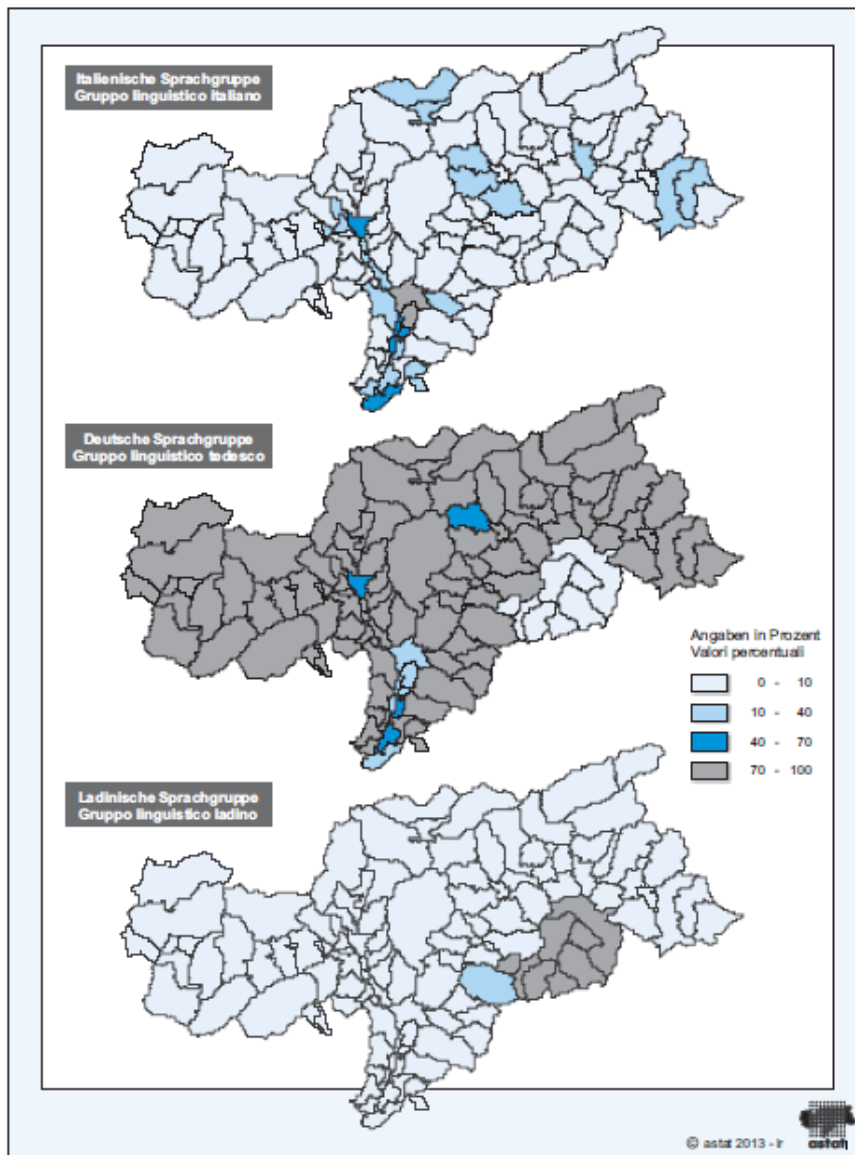 Italienische Sprachgruppe
Gruppo linguistico italiano
Deutsche Sprachgruppe
Gruppo linguistico tedesco
Angaben in Prozent
Valori percentuali
0 - 10
10 - 40
40 - 70
70 - 100
Ladinische Sprachgruppe
Gruppo linguistico ladino
© astat 2013 - lr
astat